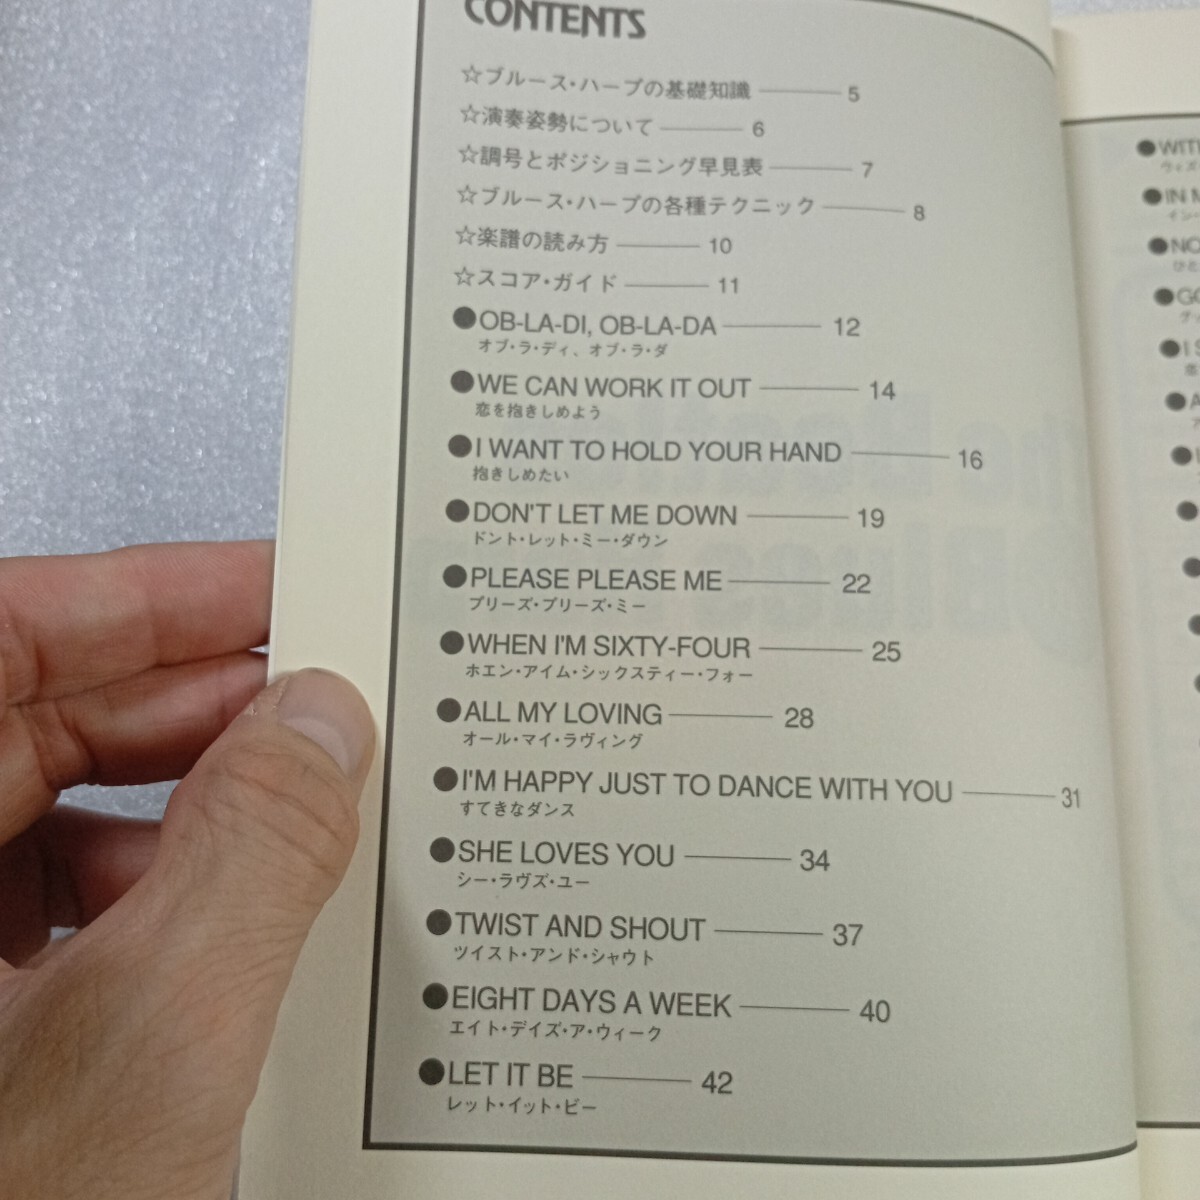 CONTENTS
☆ブルース・ハープの基礎知識 5
☆演奏姿勢について 6
☆調号とポジショニング早見表 7
☆ブルース・ハープの各種テクニック 8
☆楽譜の読み方 10
☆スコア・ガイド 11
●OB-LA-DI, OB-LA-DA 12
オブ・ラ・ディ、オブ・ラ・ダ
●WE CAN WORK IT OUT 14
恋を抱きしめよう
●I WANT TO HOLD YOUR HAND 16
抱きしめたい
●DON'T LET ME DOWN 19
ドント・レット・ミー・ダウン
●PLEASE PLEASE ME 22
プリーズ・プリーズ・ミー
●WHEN I'M SIXTY-FOUR 25
ホエン・アイム・シックスティー・フォー
●ALL MY LOVING 28
オール・マイ・ラヴィング
●I'M HAPPY JUST TO DANCE WITH YOU 31
すてきなダンス
●SHE LOVES YOU 34
シー・ラヴズ・ユー
●TWIST AND SHOUT 37
ツイスト・アンド・シャウト
●EIGHT DAYS A WEEK 40
エイト・デイズ・ア・ウィーク
●LET IT BE 42
レット・イット・ビー